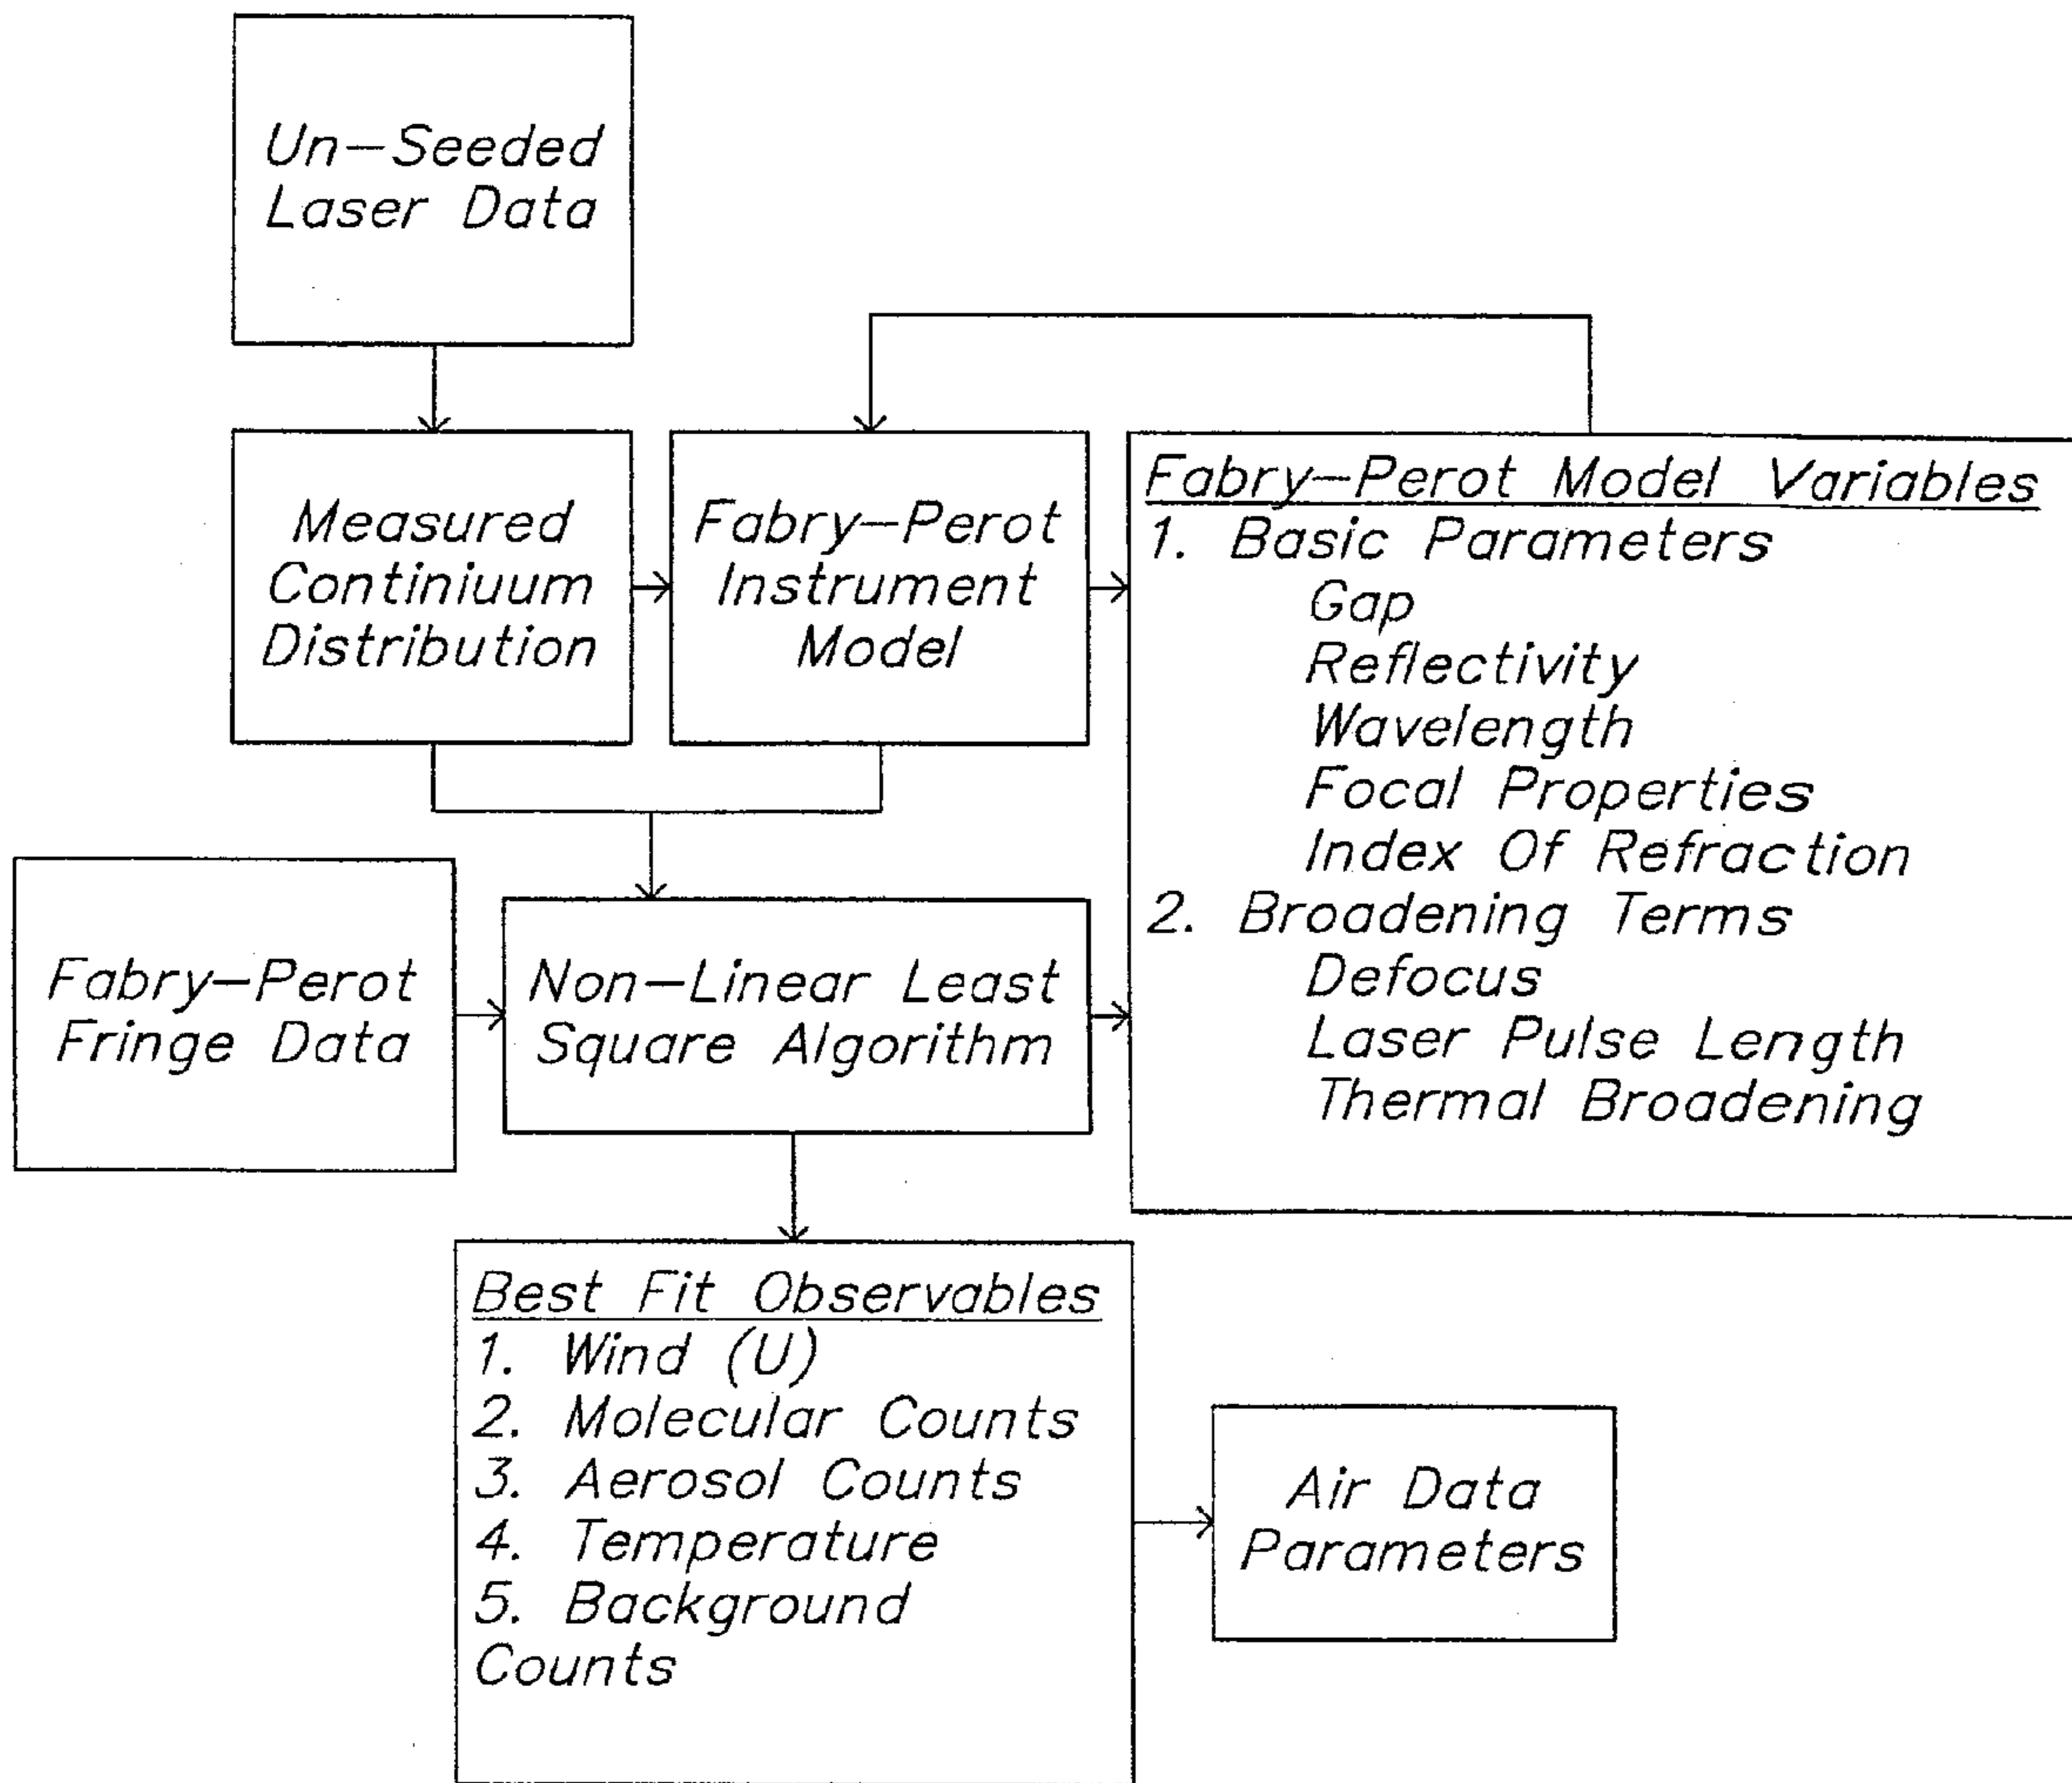 Un-Seeded
Laser Data
Measured
Continiuum
Distribution
Fabry-Perot
Instrument
Model
Fabry-Perot Model Variables
1. Basic Parameters
Gap
Reflectivity
Wavelength
Focal Properties
Index Of Refraction
2. Broadening Terms
Defocus
Laser Pulse Length
Thermal Broadening
Fabry-Perot
Fringe Data
Non-Linear Least
Square Algorithm
Best Fit Observables
1. Wind (U)
2. Molecular Counts
3. Aerosol Counts
4. Temperature
5. Background
Counts
Air Data
Parameters